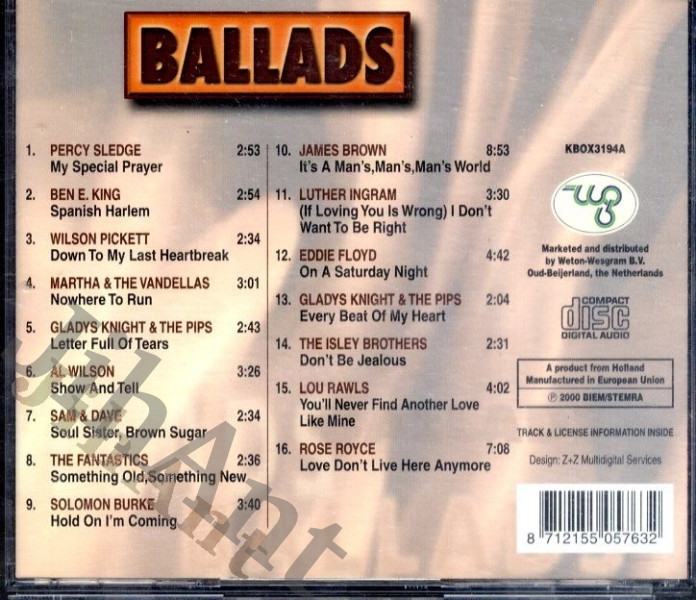 BALLADS
1. PERCY SLEDGE 2:53
My Special Prayer
2. BEN E. KING 2:54
Spanish Harlem
3. WILSON PICKETT 2:34
Down To My Last Heartbreak
4. MARTHA & THE VANDELLAS 3:01
Nowhere To Run
5. GLADYS KNIGHT & THE PIPS 2:43
Letter Full Of Tears
6. AL WILSON 3:26
Show And Tell
7. SAM & DAVE 2:34
Soul Sister, Brown Sugar
8. THE FANTASTICS 2:36
Something Old,Something New
9. SOLOMON BURKE 3:40
Hold On I'm Coming
10. JAMES BROWN 8:53
It's A Man's,Man's,Man's World
11. LUTHER INGRAM 3:30
(If Loving You Is Wrong) I Don't
Want To Be Right
12. EDDIE FLOYD 4:42
On A Saturday Night
13. GLADYS KNIGHT & THE PIPS 2:04
Every Beat Of My Heart
14. THE ISLEY BROTHERS 2:31
Don't Be Jealous
15. LOU RAWLS 4:02
You'll Never Find Another Love
Like Mine
16. ROSE ROYCE 7:08
Love Don't Live Here Anymore
KBOX3194A
Marketed and distributed
by Weton-Wesgram B.V.
Oud-Beijerland, the Netherlands
COMPACT
disc
DIGITAL AUDIO
A product from Holland
Manufactured in European Union
℗ 2000 BIEM/STEMRA
TRACK & LICENSE INFORMATION INSIDE
Design: Z+Z Multidigital Services
8 712155 057632